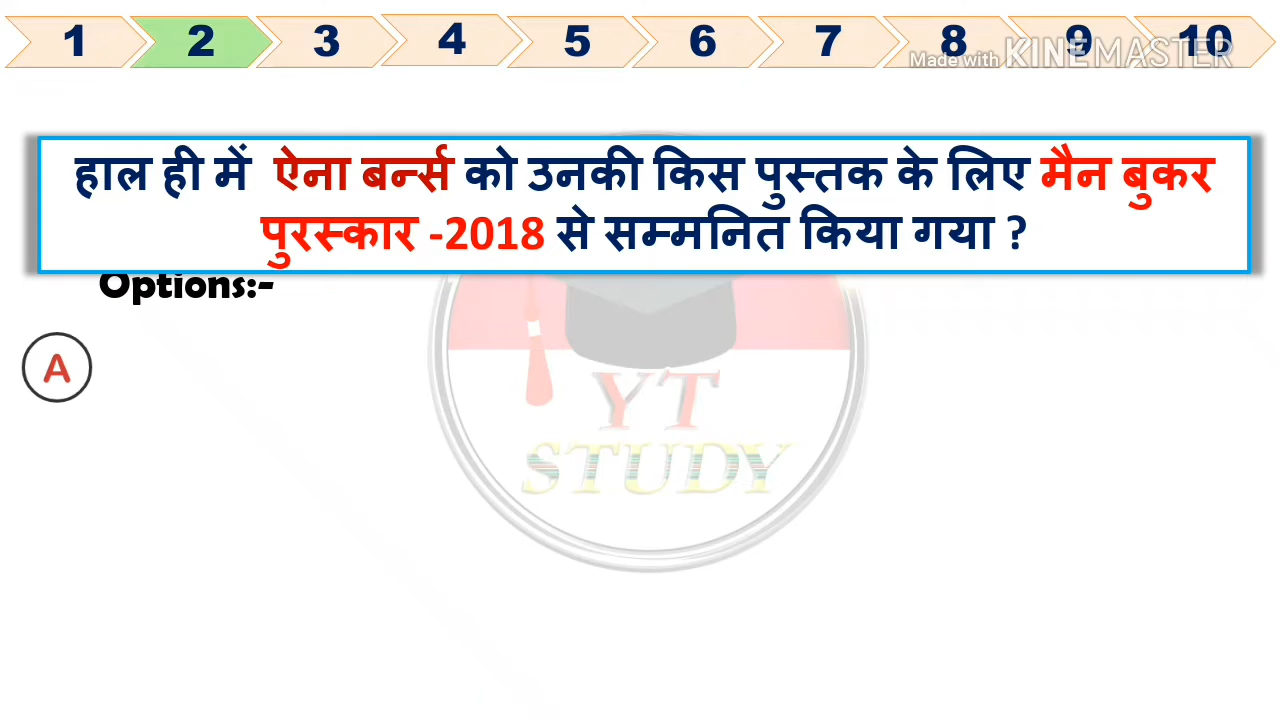 1 2 3 4 5 6 7 8 9 10
Made with KINEMASTER
हाल ही में ऐना बर्न्स को उनकी किस पुस्तक के लिए मैन बुकर
पुरस्कार -2018 से सम्मनित किया गया ?
Options:-
A
YT
STUDY